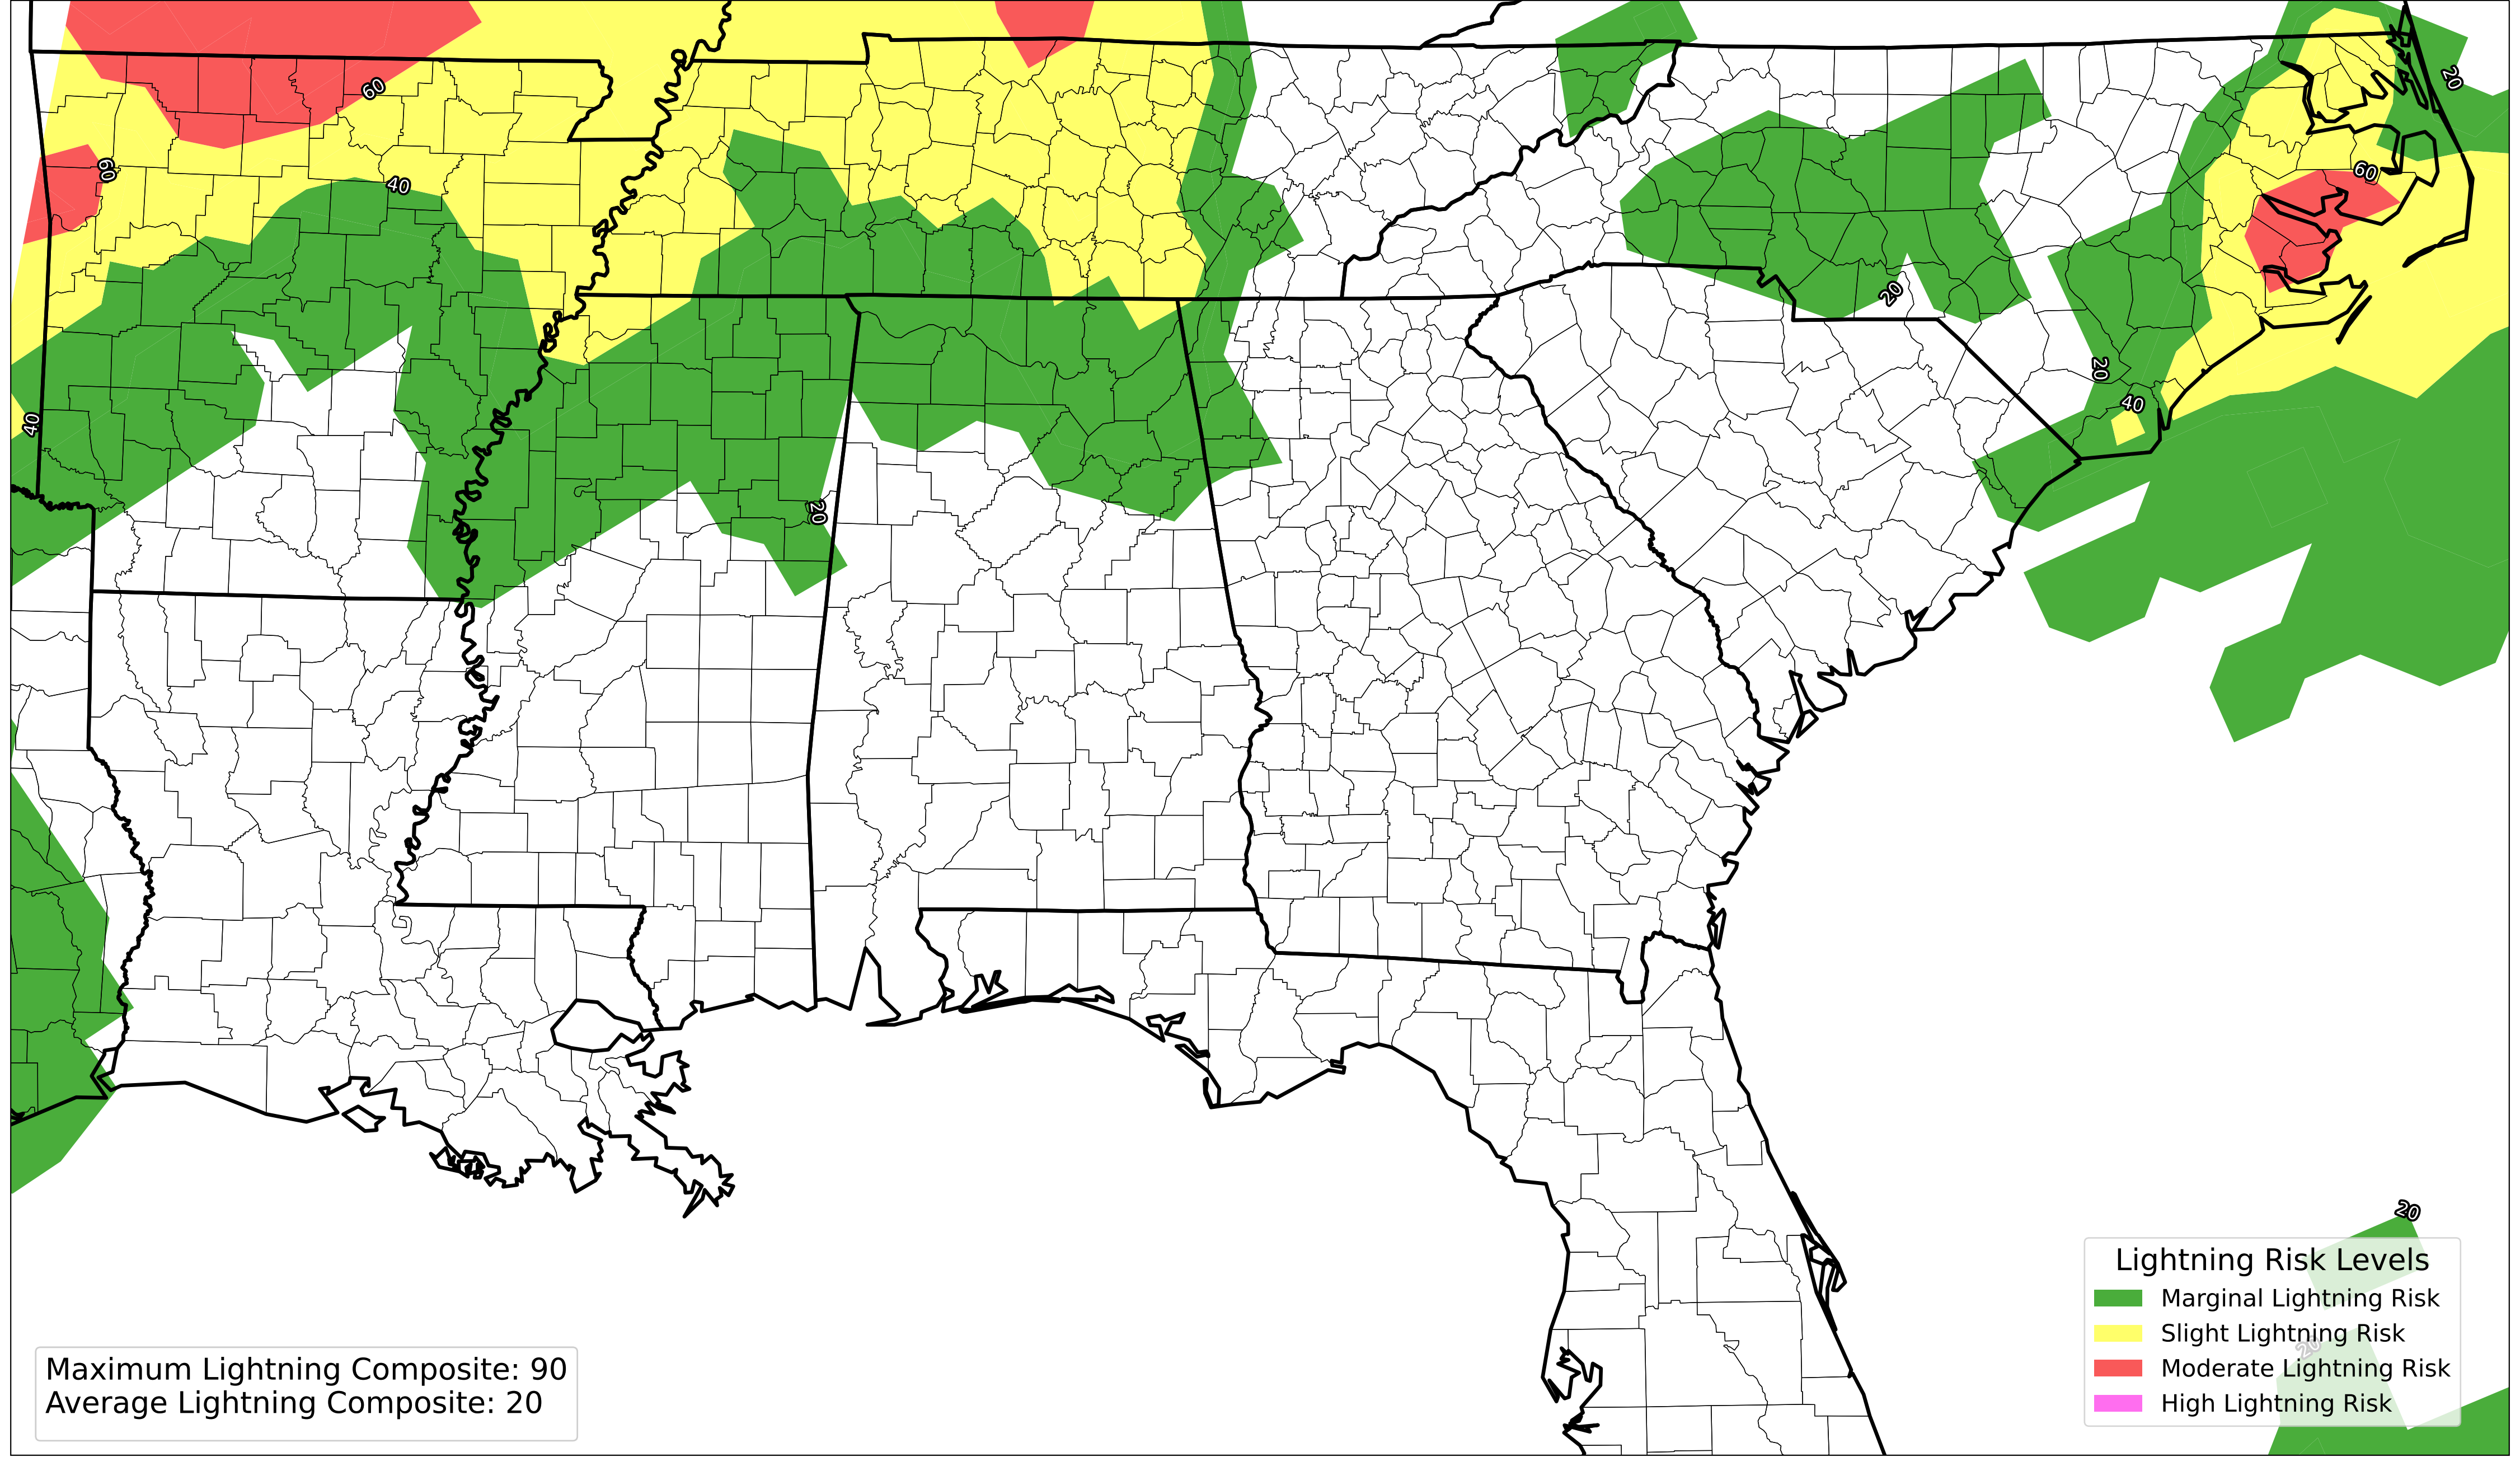 60
20
60
40
60
20
20
40
40
20
20
Lightning Risk Levels
Marginal Lightning Risk
Slight Lightning Risk
20
Moderate Lightning Risk
High Lightning Risk
Maximum Lightning Composite: 90
Average Lightning Composite: 20